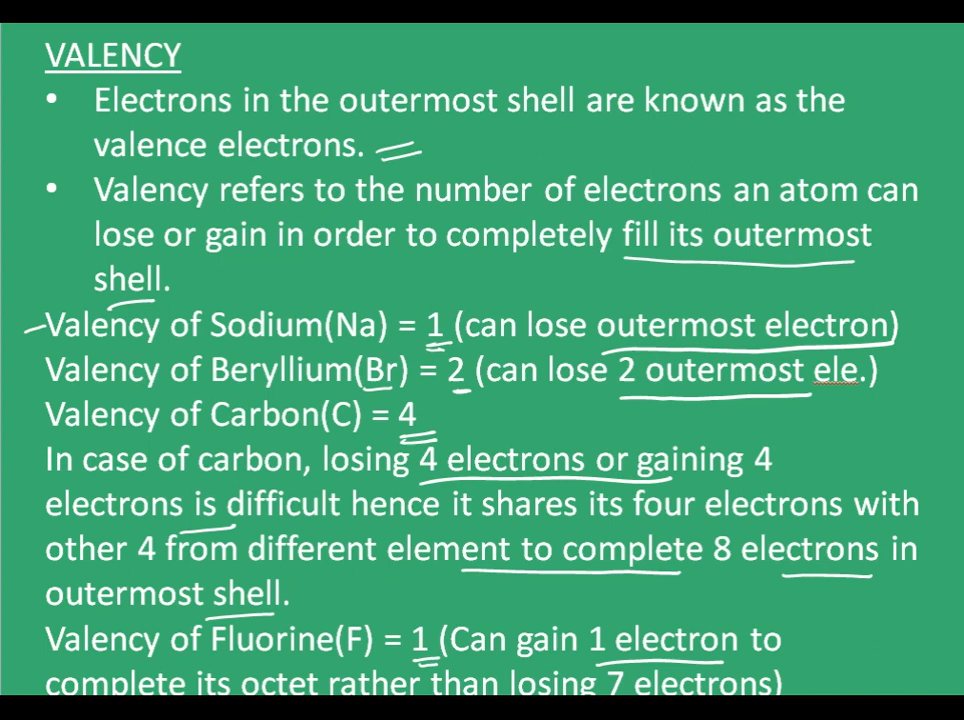 VALENCY
• Electrons in the outermost shell are known as the
valence electrons.
• Valency refers to the number of electrons an atom can
lose or gain in order to completely fill its outermost
shell.
Valency of Sodium(Na) = 1 (can lose outermost electron)
Valency of Beryllium(Br) = 2 (can lose 2 outermost ele.)
Valency of Carbon(C) = 4
In case of carbon, losing 4 electrons or gaining 4
electrons is difficult hence it shares its four electrons with
other 4 from different element to complete 8 electrons in
outermost shell.
Valency of Fluorine(F) = 1 (Can gain 1 electron to
complete its octet rather than losing 7 electrons)